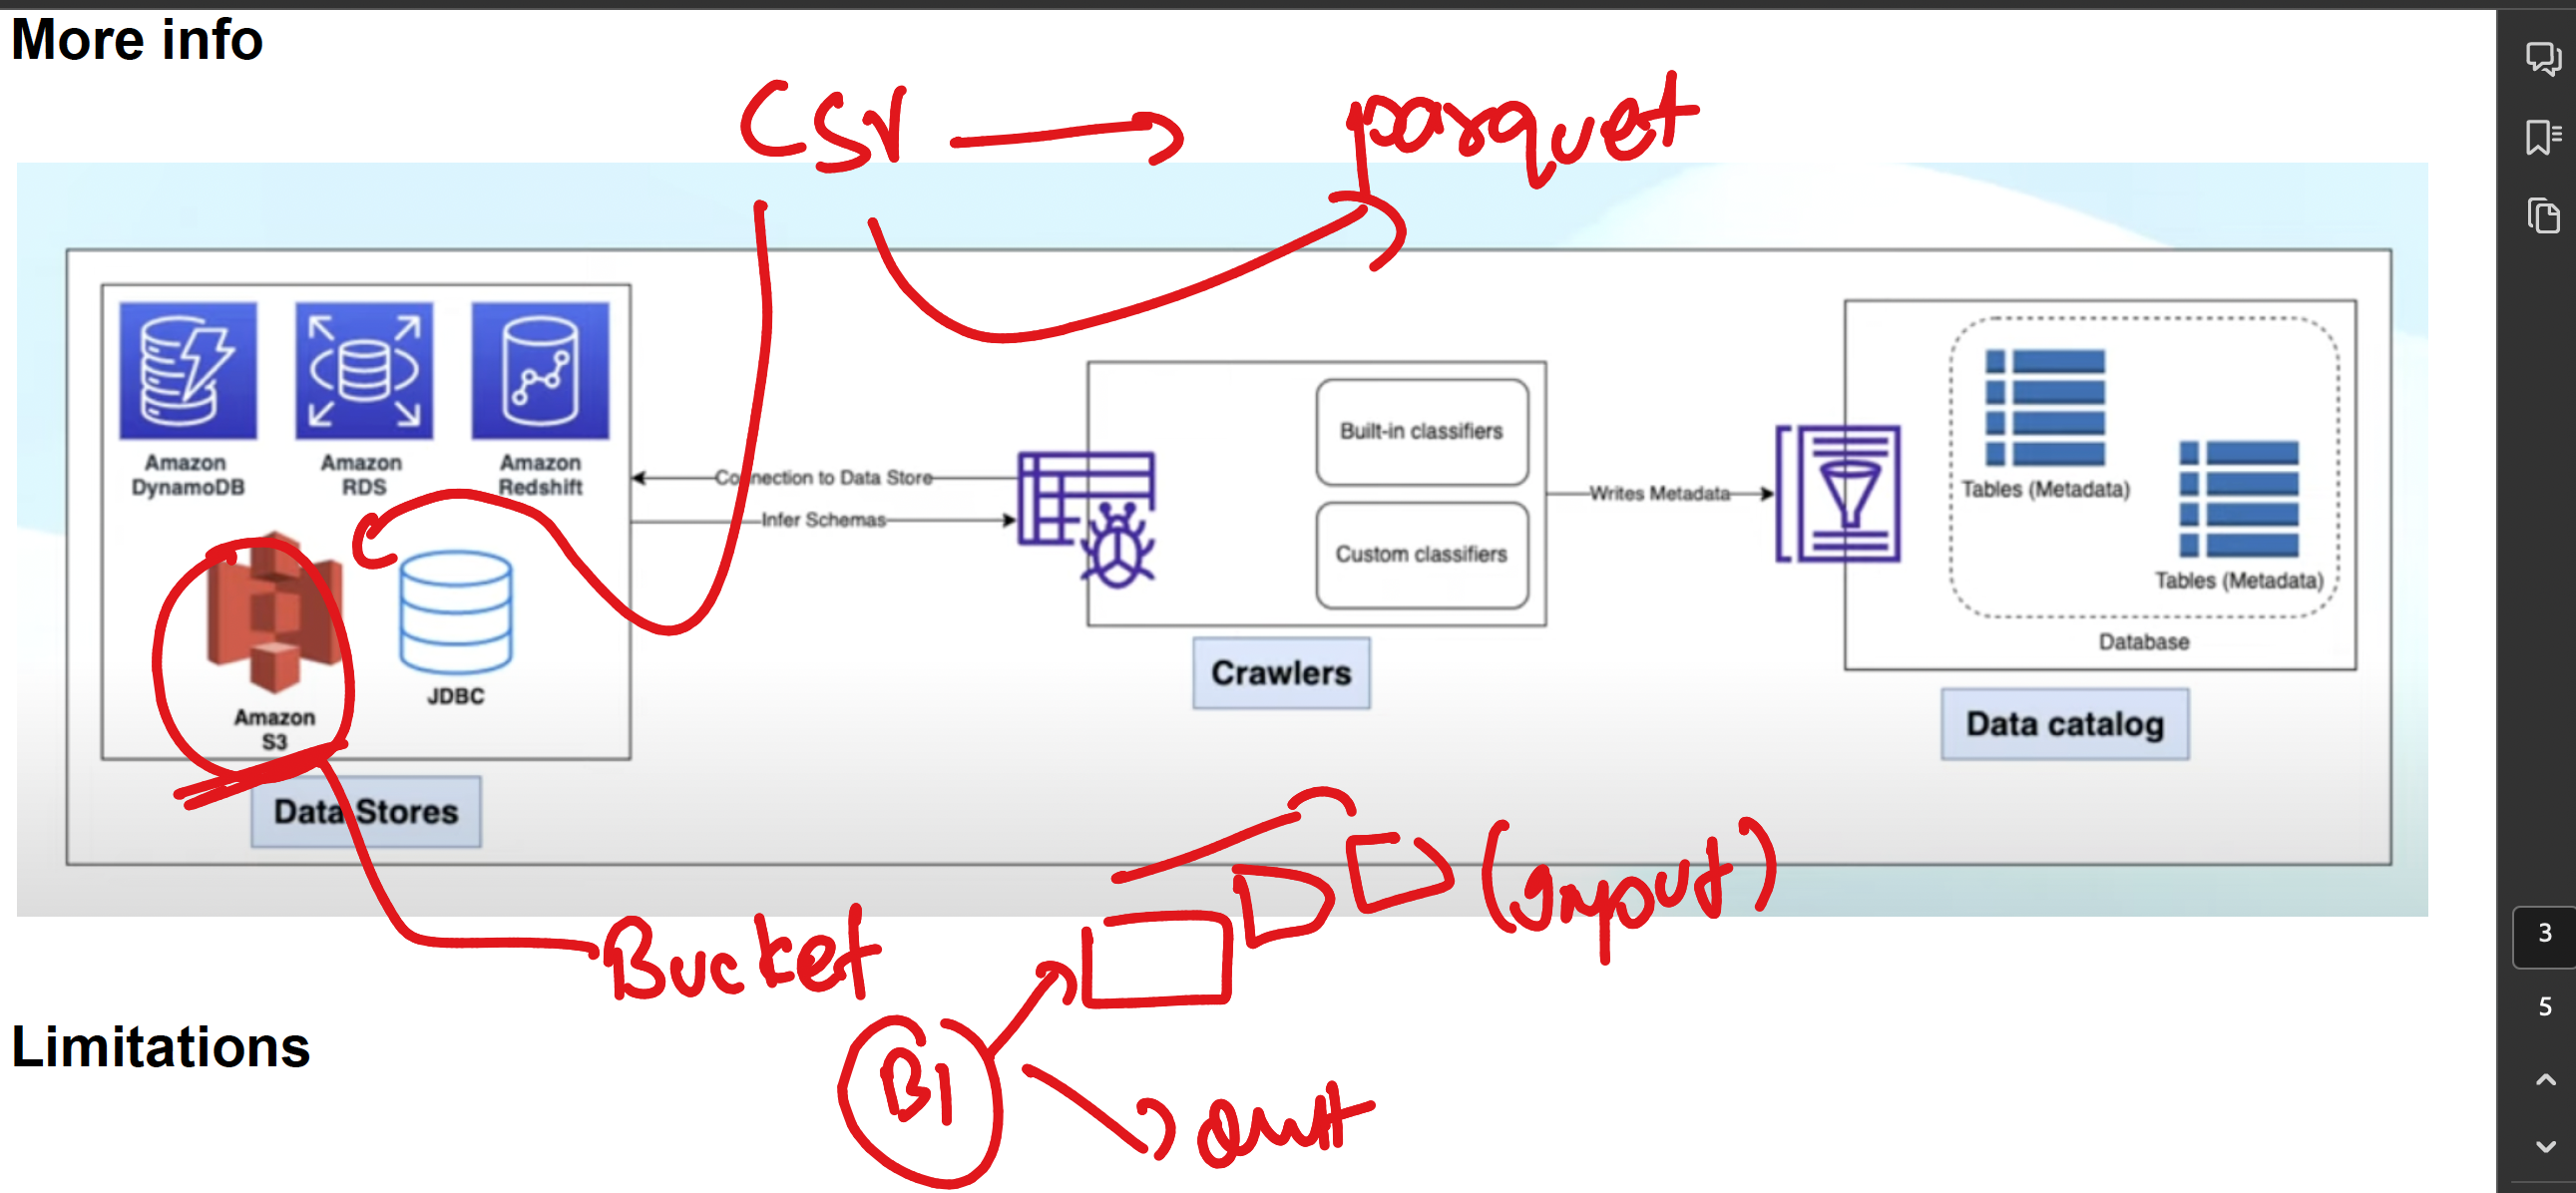 More info
CSV → parquet
Amazon
DynamoDB
Amazon
RDS
Amazon
Redshift
Amazon
S3
JDBC
Data Stores
Connection to Data Store
Infer Schemas
Built-in classifiers
Custom classifiers
Crawlers
Writes Metadata
Tables (Metadata)
Tables (Metadata)
Database
Data catalog
Bucket
B1
Limitations
3
5